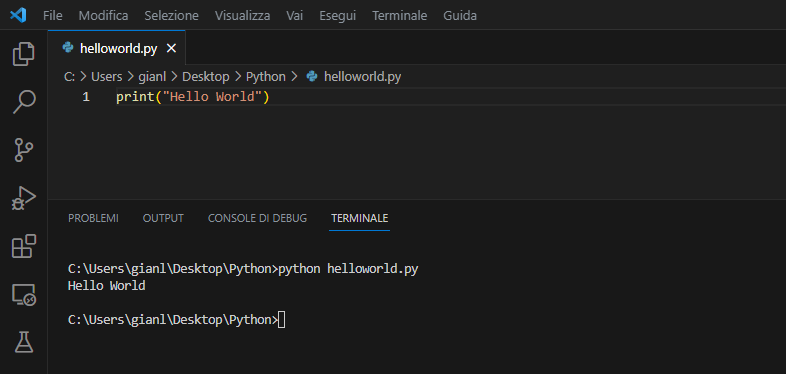 File Modifica Selezione Visualizza Vai Esegui Terminale Guida
helloworld.py
C: > Users > gianl > Desktop > Python > helloworld.py
1 print("Hello World")
PROBLEMI OUTPUT CONSOLE DI DEBUG TERMINALE
C:\Users\gianl\Desktop\Python>python helloworld.py
Hello World
C:\Users\gianl\Desktop\Python>